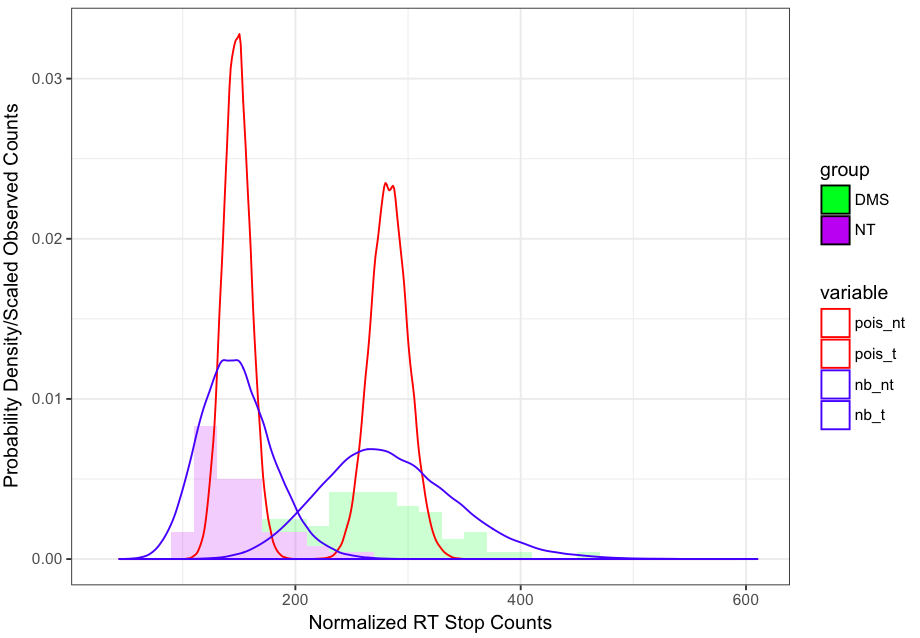 Probability Density/Scaled Observed Counts
0.03
0.02
0.01
0.00
200
400
600
Normalized RT Stop Counts
group
DMS
NT
variable
pois_nt
pois_t
nb_nt
nb_t